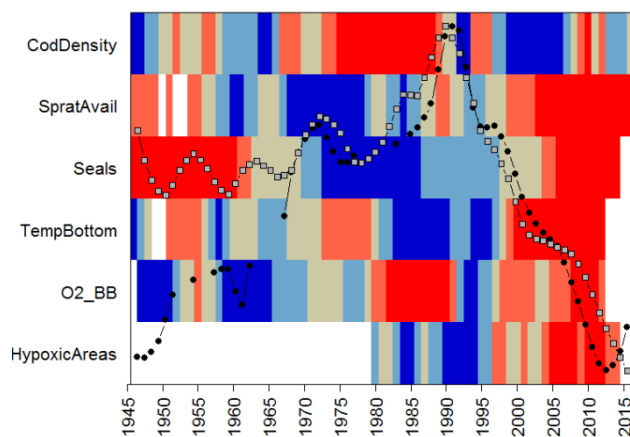 CodDensity
SpratAvail
Seals
TempBottom
O2_BB
HypoxicAreas
1945
1950
1955
1960
1965
1970
1975
1980
1985
1990
1995
2000
2005
2010
2015